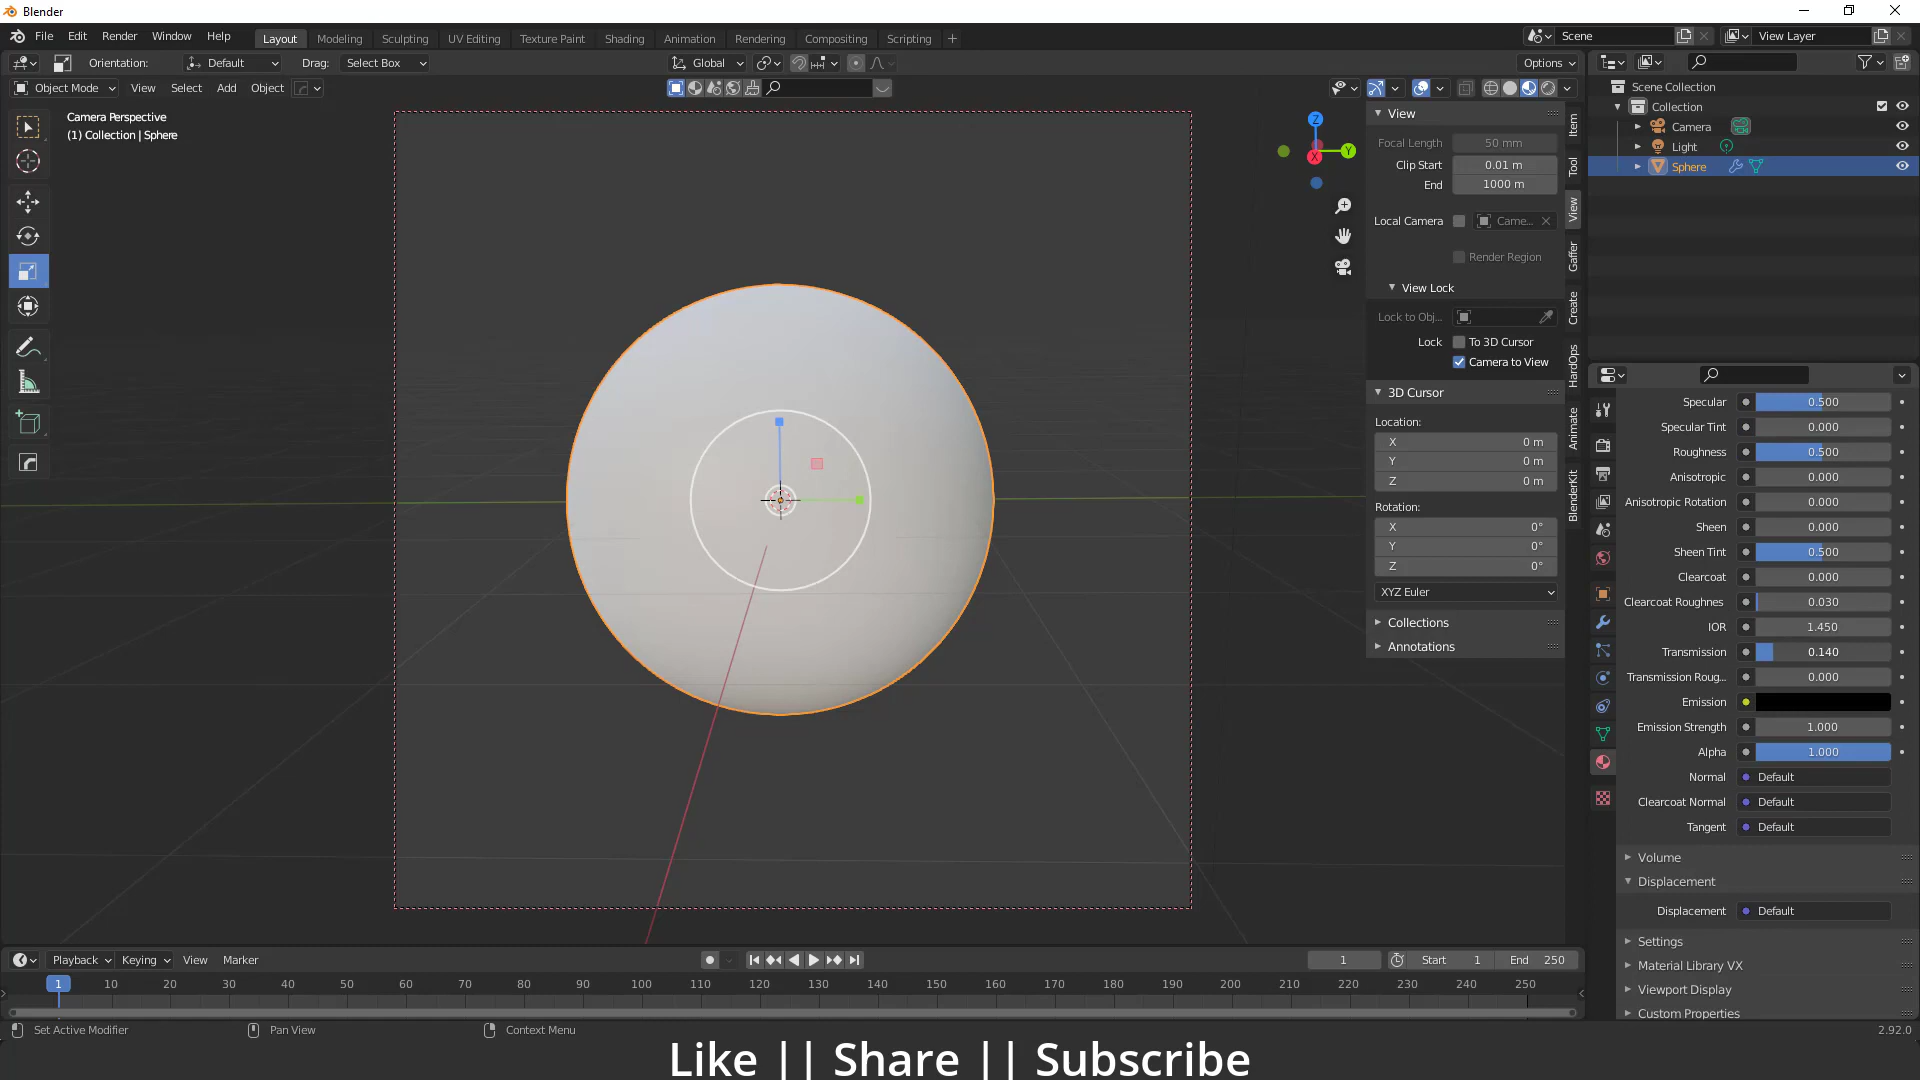 Blender
File Edit Render Window Help
Layout Modeling Sculpting UV Editing Texture Paint Shading Animation Rendering Compositing Scripting +
Scene
View Layer
Orientation: Default Drag: Select Box
Global
Options
Object Mode View Select Add Object
Camera Perspective
(1) Collection | Sphere
Z
Y
X
View
Focal Length 50 mm
Clip Start 0.01 m
End 1000 m
Local Camera Came...
Render Region
View Lock
Lock to Obj...
Lock To 3D Cursor
Camera to View
3D Cursor
Location:
X 0 m
Y 0 m
Z 0 m
Rotation:
X 0°
Y 0°
Z 0°
XYZ Euler
Collections
Annotations
Item
Tool
View
Gaffer
Create
HardOps
Animate
BlenderKit
Scene Collection
Collection
Camera
Light
Sphere
Specular 0.500
Specular Tint 0.000
Roughness 0.500
Anisotropic 0.000
Anisotropic Rotation 0.000
Sheen 0.000
Sheen Tint 0.500
Clearcoat 0.000
Clearcoat Roughnes 0.030
IOR 1.450
Transmission 0.140
Transmission Roug... 0.000
Emission
Emission Strength 1.000
Alpha 1.000
Normal Default
Clearcoat Normal Default
Tangent Default
Volume
Displacement
Displacement Default
Settings
Material Library VX
Viewport Display
Custom Properties
Playback Keying View Marker
1 Start 1 End 250
1 10 20 30 40 50 60 70 80 90 100 110 120 130 140 150 160 170 180 190 200 210 220 230 240 250
Set Active Modifier Pan View Context Menu
2.92.0
Like || Share || Subscribe